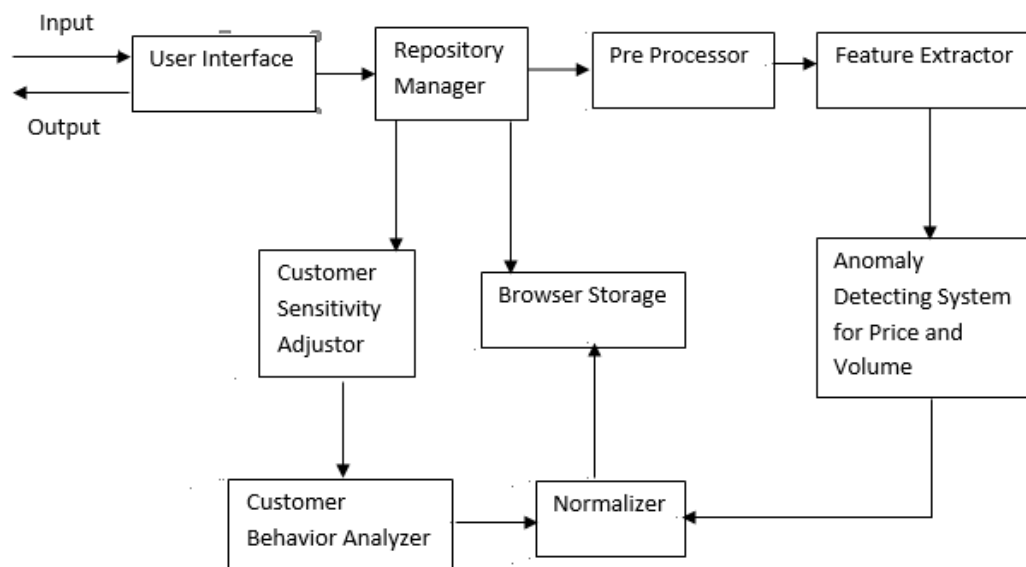 Input
Output
User Interface
Repository
Manager
Pre Processor
Feature Extractor
Customer
Sensitivity
Adjustor
Browser Storage
Anomaly
Detecting System
for Price and
Volume
Customer
Behavior Analyzer
Normalizer